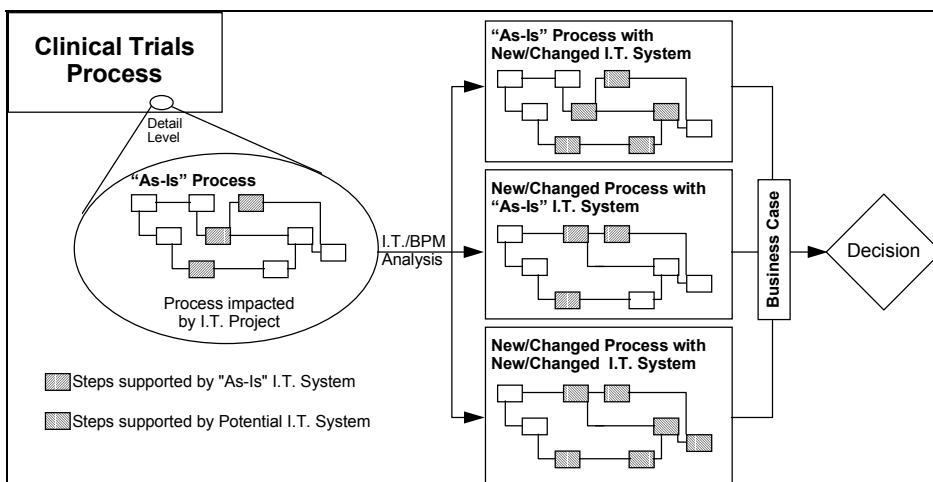 Clinical Trials
Process
Detail
Level
“As-Is” Process
Process impacted
by I.T. Project
I.T./BPM
Analysis
Steps supported by "As-Is" I.T. System
Steps supported by Potential I.T. System
“As-Is” Process with
New/Changed I.T. System
New/Changed Process with
“As-Is” I.T. System
New/Changed Process with
New/Changed I.T. System
Business Case
Decision